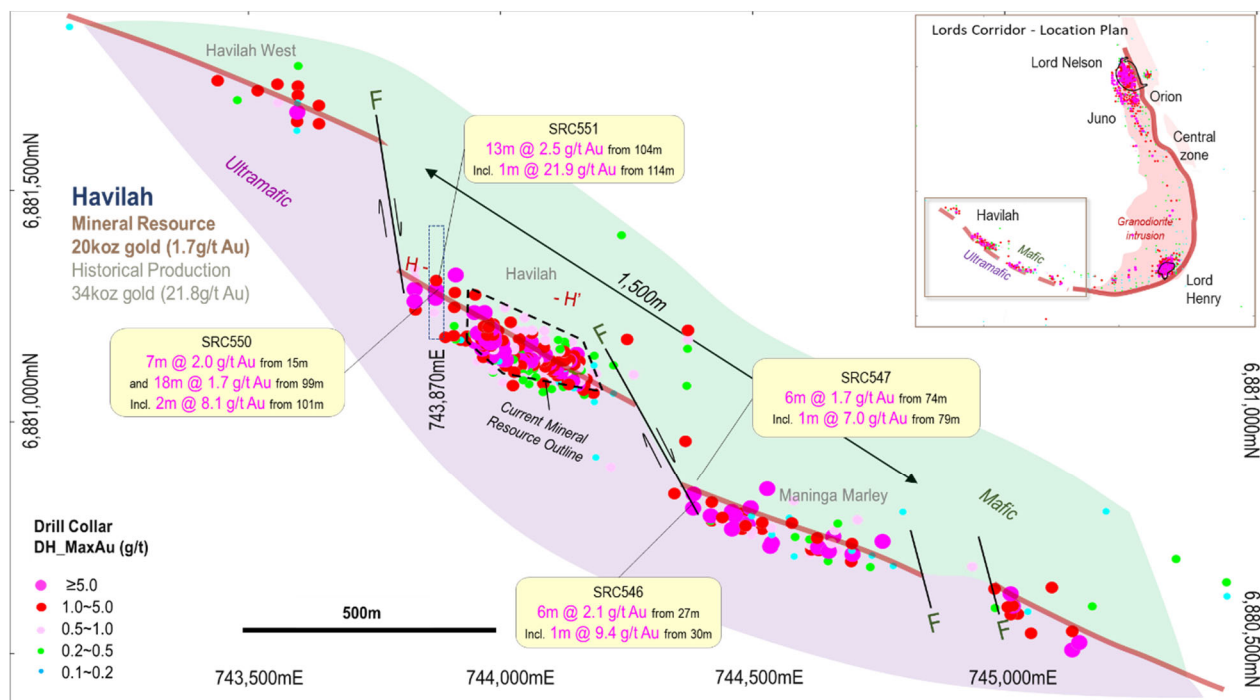 Lords Corridor - Location Plan
Lord Nelson
Orion
Juno
Central
zone
Havilah
Mafic
Ultramafic
Granodiorite
intrusion
Lord
Henry
Havilah West
F
SRC551
13m @ 2.5 g/t Au from 104m
Incl. 1m @ 21.9 g/t Au from 114m
6,881,500mN
Ultramafic
Havilah
Mineral Resource
20koz gold (1.7g/t Au)
Historical Production
34koz gold (21.8g/t Au)
H -
Havilah
- H'
1,500m
F
SRC550
7m @ 2.0 g/t Au from 15m
and 18m @ 1.7 g/t Au from 99m
Incl. 2m @ 8.1 g/t Au from 101m
743,870mE
Current Mineral
Resource Outline
SRC547
6m @ 1.7 g/t Au from 74m
Incl. 1m @ 7.0 g/t Au from 79m
6,881,000mN
6,881,000mN
Maninga Marley
Mafic
Drill Collar
DH_MaxAu (g/t)
≥5.0
1.0~5.0
0.5~1.0
0.2~0.5
0.1~0.2
500m
SRC546
6m @ 2.1 g/t Au from 27m
Incl. 1m @ 9.4 g/t Au from 30m
F
F
6,880,500mN
743,500mE
744,000mE
744,500mE
745,000mE